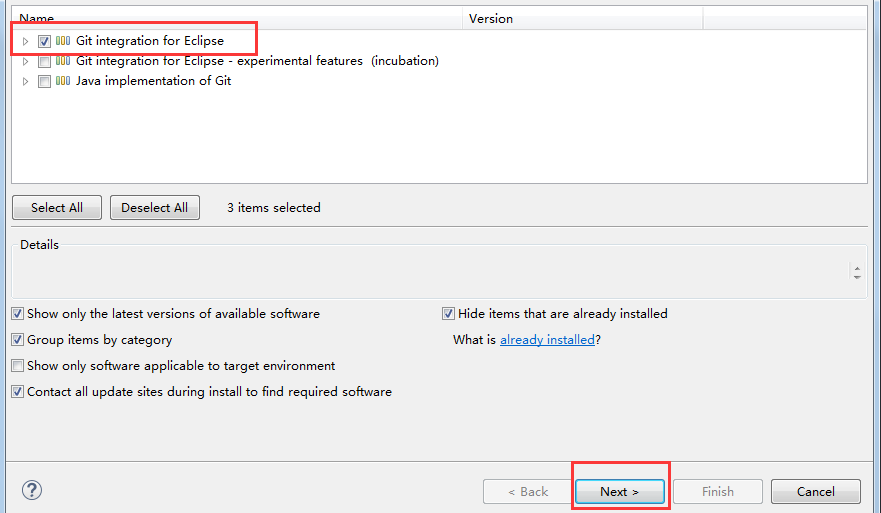 Name Version
Git integration for Eclipse
Git integration for Eclipse - experimental features (incubation)
Java implementation of Git
Select All Deselect All 3 items selected
Details
Show only the latest versions of available software Hide items that are already installed
Group items by category What is already installed?
Show only software applicable to target environment
Contact all update sites during install to find required software
? < Back Next > Finish Cancel